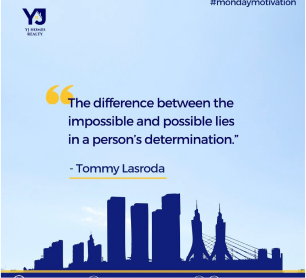 #mondaymotivation
YJ
YJ HOMES
REALTY
“The difference between the
impossible and possible lies
in a person’s determination.”
- Tommy Lasroda